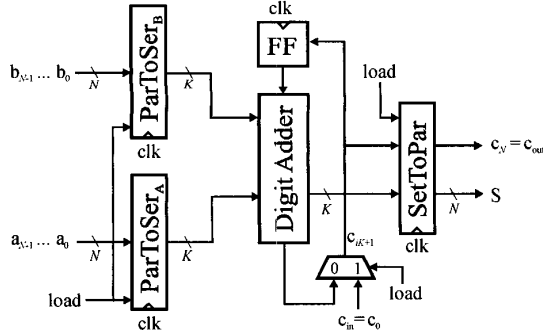 clk
FF
b_{N-1} ... b_0
N
ParToSer_B
K
clk
load
Digit Adder
K
SetToPar
c_N = c_out
N
S
clk
a_{N-1} ... a_0
N
ParToSer_A
K
c_{iK+1}
0 1
load
load
clk
c_in = c_0